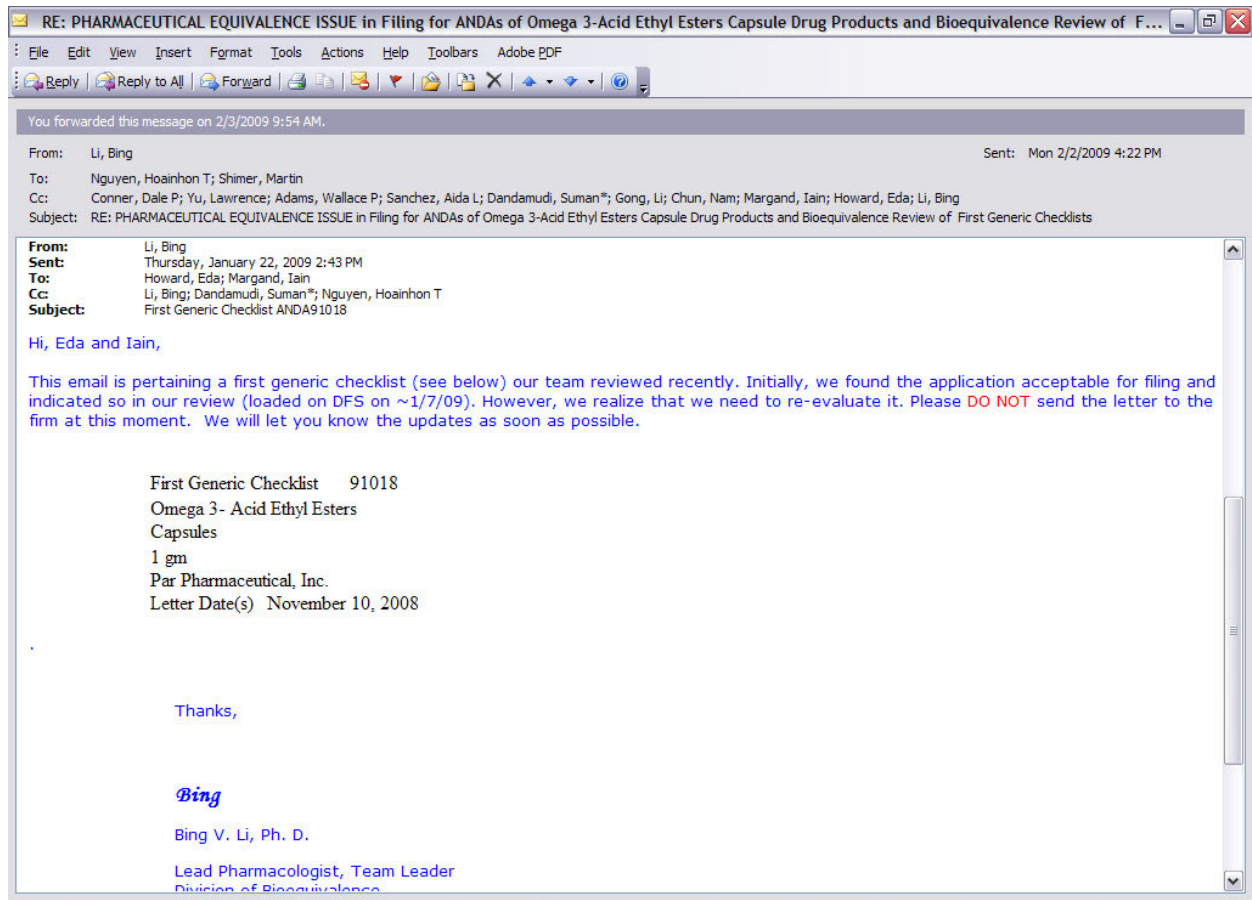 RE: PHARMACEUTICAL EQUIVALENCE ISSUE in Filing for ANDAs of Omega 3-Acid Ethyl Esters Capsule Drug Products and Bioequivalence Review of F...
File Edit View Insert Format Tools Actions Help Toolbars Adobe PDF
Reply Reply to All Forward
You forwarded this message on 2/3/2009 9:54 AM.
From: Li, Bing Sent: Mon 2/2/2009 4:22 PM
To: Nguyen, Hoainhon T; Shimer, Martin
Cc: Conner, Dale P; Yu, Lawrence; Adams, Wallace P; Sanchez, Aida L; Dandamudi, Suman*; Gong, Li; Chun, Nam; Margand, Iain; Howard, Eda; Li, Bing
Subject: RE: PHARMACEUTICAL EQUIVALENCE ISSUE in Filing for ANDAs of Omega 3-Acid Ethyl Esters Capsule Drug Products and Bioequivalence Review of First Generic Checklists
From: Li, Bing
Sent: Thursday, January 22, 2009 2:43 PM
To: Howard, Eda; Margand, Iain
Cc: Li, Bing; Dandamudi, Suman*; Nguyen, Hoainhon T
Subject: First Generic Checklist ANDA91018
Hi, Eda and Iain,
This email is pertaining a first generic checklist (see below) our team reviewed recently. Initially, we found the application acceptable for filing and
indicated so in our review (loaded on DFS on ~1/7/09). However, we realize that we need to re-evaluate it. Please DO NOT send the letter to the
firm at this moment. We will let you know the updates as soon as possible.
First Generic Checklist 91018
Omega 3- Acid Ethyl Esters
Capsules
1 gm
Par Pharmaceutical, Inc.
Letter Date(s) November 10, 2008
.
Thanks,
Bing
Bing V. Li, Ph. D.
Lead Pharmacologist, Team Leader
Division of Bioequivalence